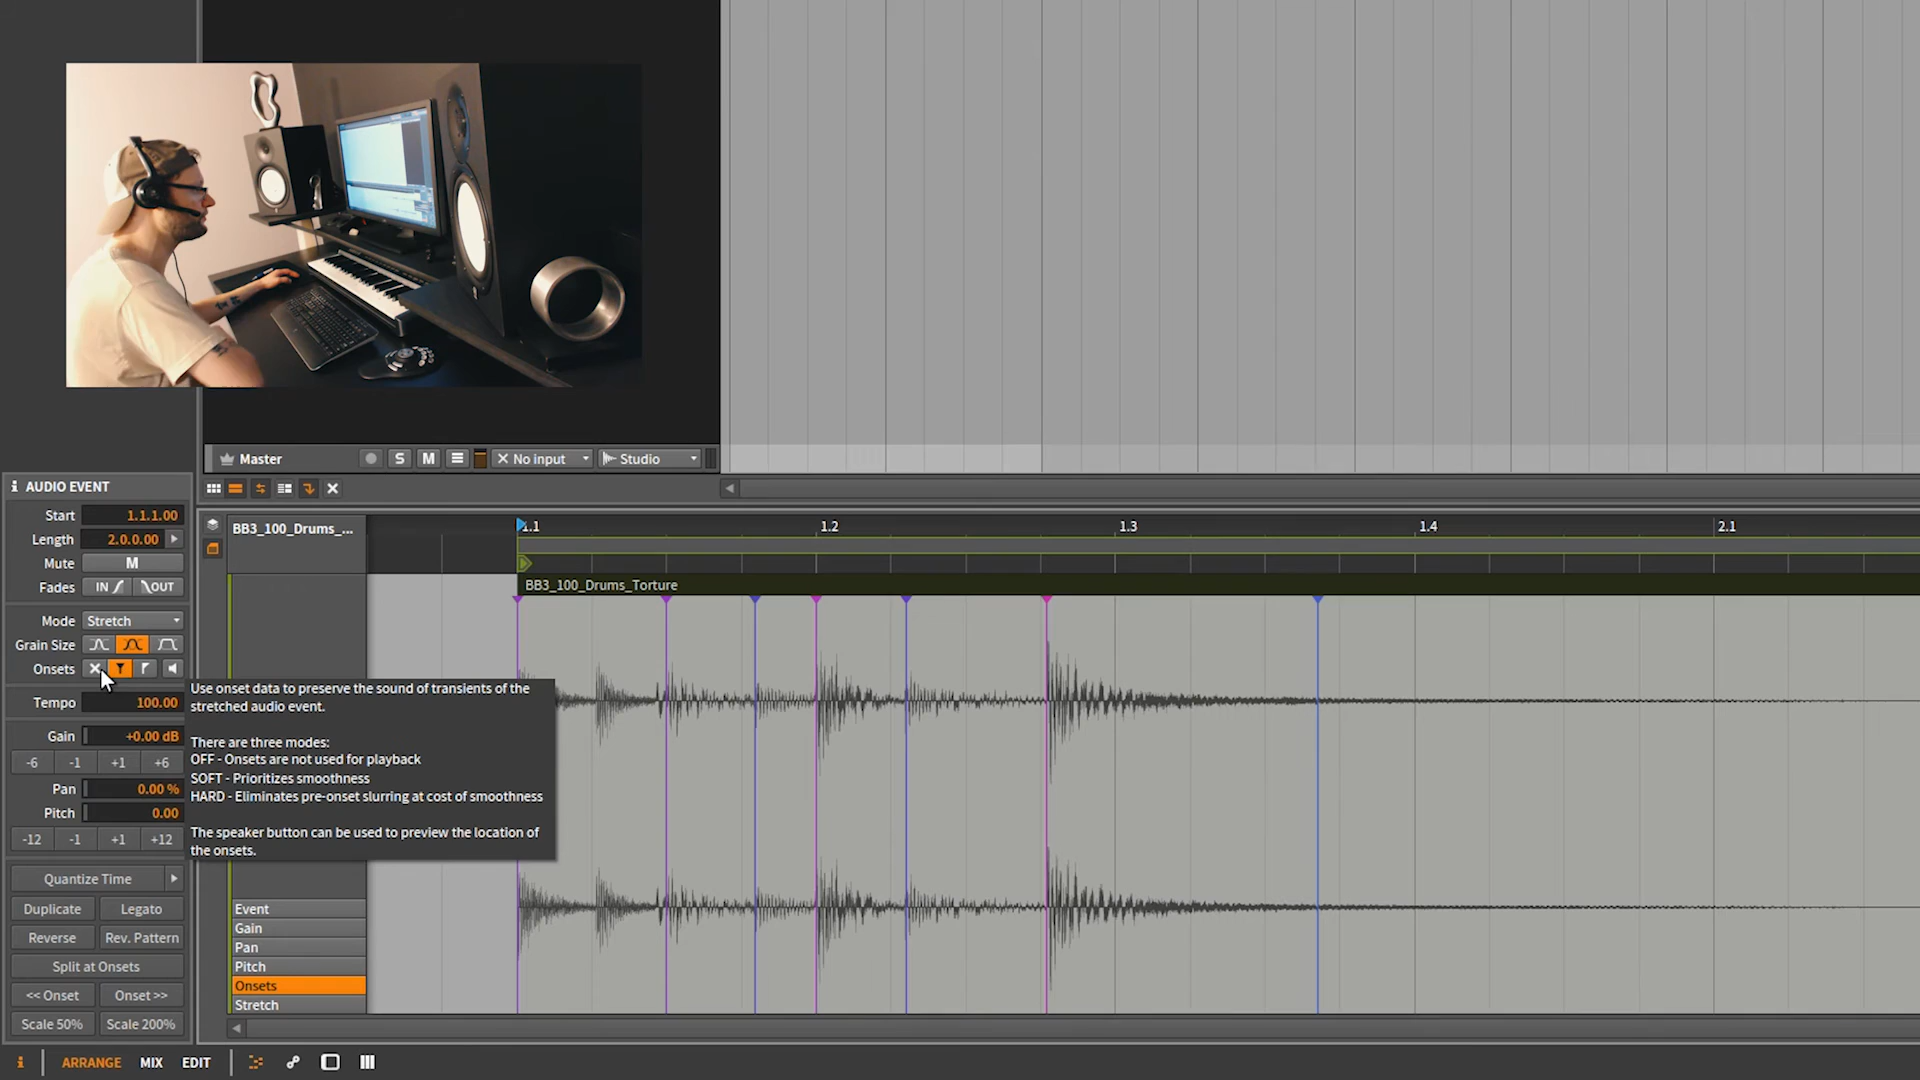 Master
S
M
No input
Studio
i AUDIO EVENT
Start 1.1.1.00
Length 2.0.0.00
Mute M
Fades IN OUT
Mode Stretch
Grain Size
Onsets
Tempo 100.00
Gain +0.00 dB
-6 -1 +1 +6
Pan 0.00 %
Pitch 0.00
-12 -1 +1 +12
Quantize Time
Duplicate Legato
Reverse Rev. Pattern
Split at Onsets
<< Onset Onset >>
Scale 50% Scale 200%
Use onset data to preserve the sound of transients of the
stretched audio event.
There are three modes:
OFF - Onsets are not used for playback
SOFT - Prioritizes smoothness
HARD - Eliminates pre-onset slurring at cost of smoothness
The speaker button can be used to preview the location of
the onsets.
BB3_100_Drums_...
1.1 1.2 1.3 1.4 2.1
BB3_100_Drums_Torture
Event
Gain
Pan
Pitch
Onsets
Stretch
i ARRANGE MIX EDIT